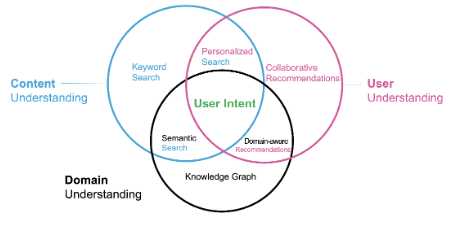 Keyword
Search
Personalized
Search
Collaborative
Recommendations
Content
Understanding
User
Understanding
User Intent
Semantic
Search
Domain-aware
Recommendations
Knowledge Graph
Domain
Understanding